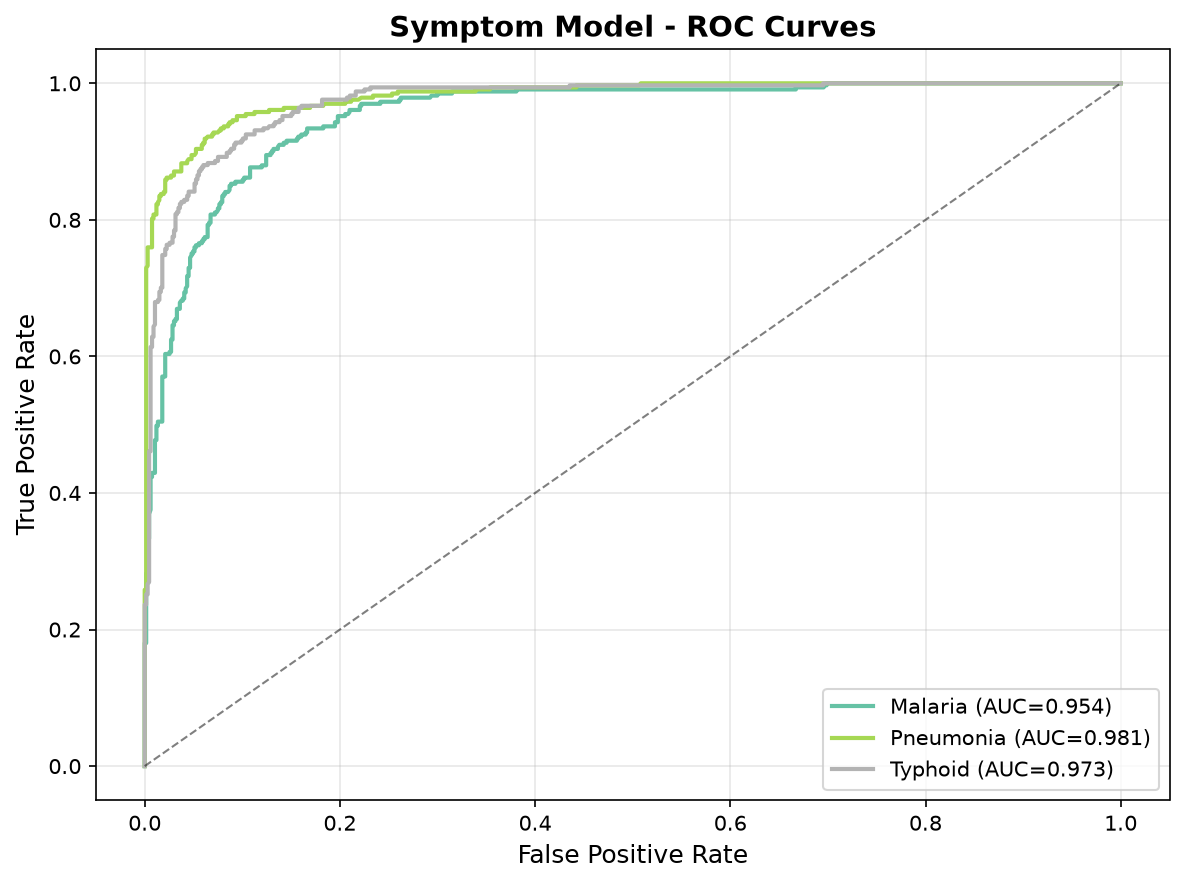 Symptom Model - ROC Curves
True Positive Rate
1.0
0.8
0.6
0.4
0.2
0.0
Malaria (AUC=0.954)
Pneumonia (AUC=0.981)
Typhoid (AUC=0.973)
0.0 0.2 0.4 0.6 0.8 1.0
False Positive Rate